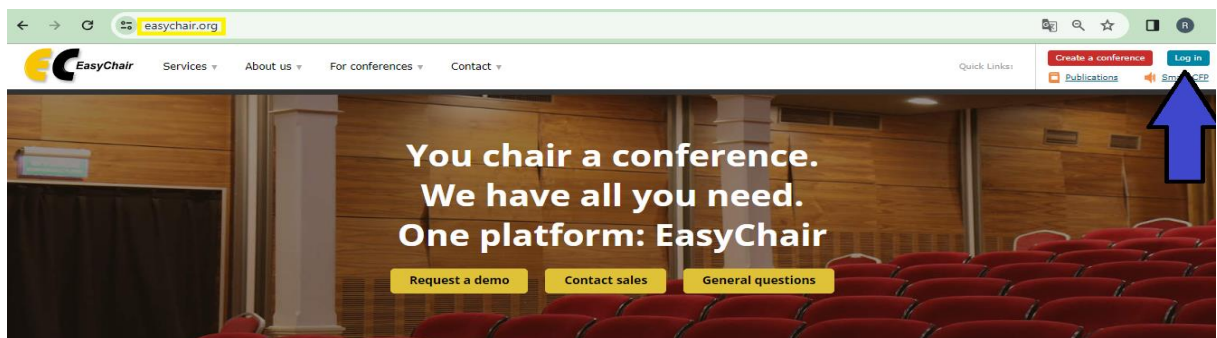 easychair.org
R
EasyChair
Services
About us
For conferences
Contact
Quick Links:
Create a conference
Log in
Publications
CFP
You chair a conference.
We have all you need.
One platform: EasyChair
Request a demo
Contact sales
General questions